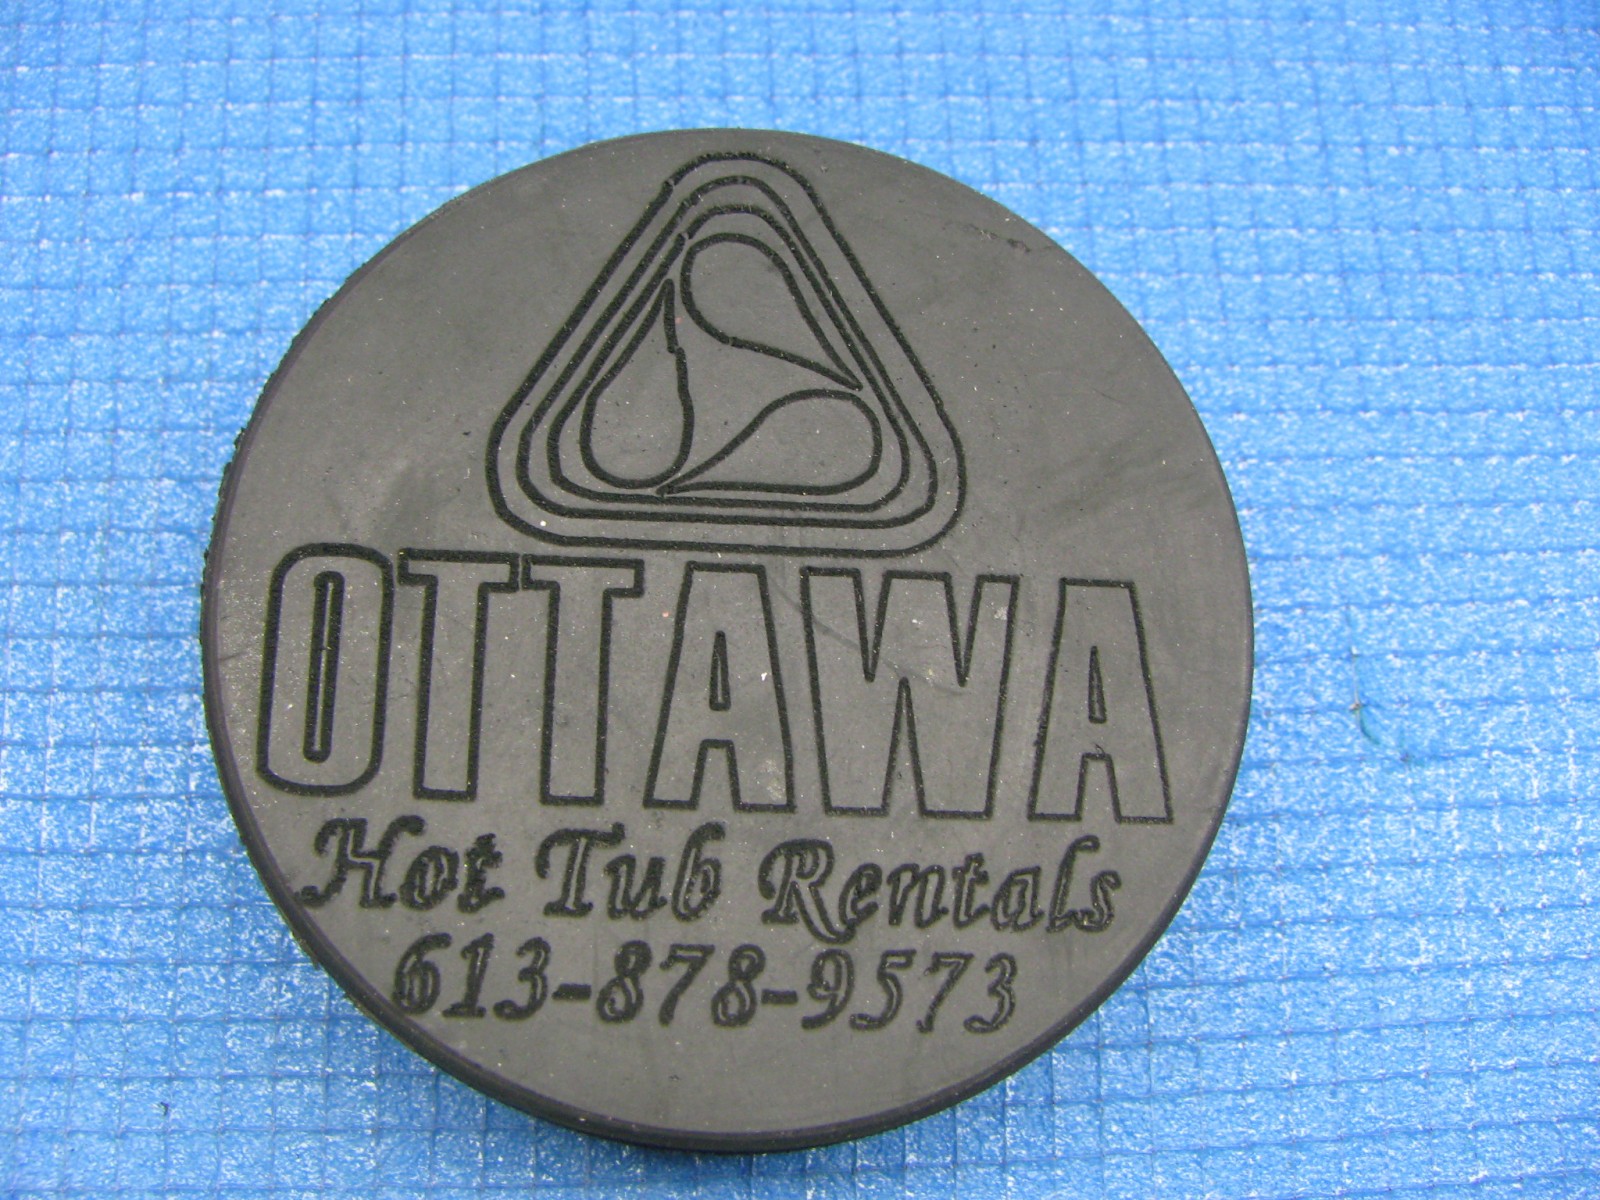 OTTAWA
Hot Tub Rentals
613-878-9573